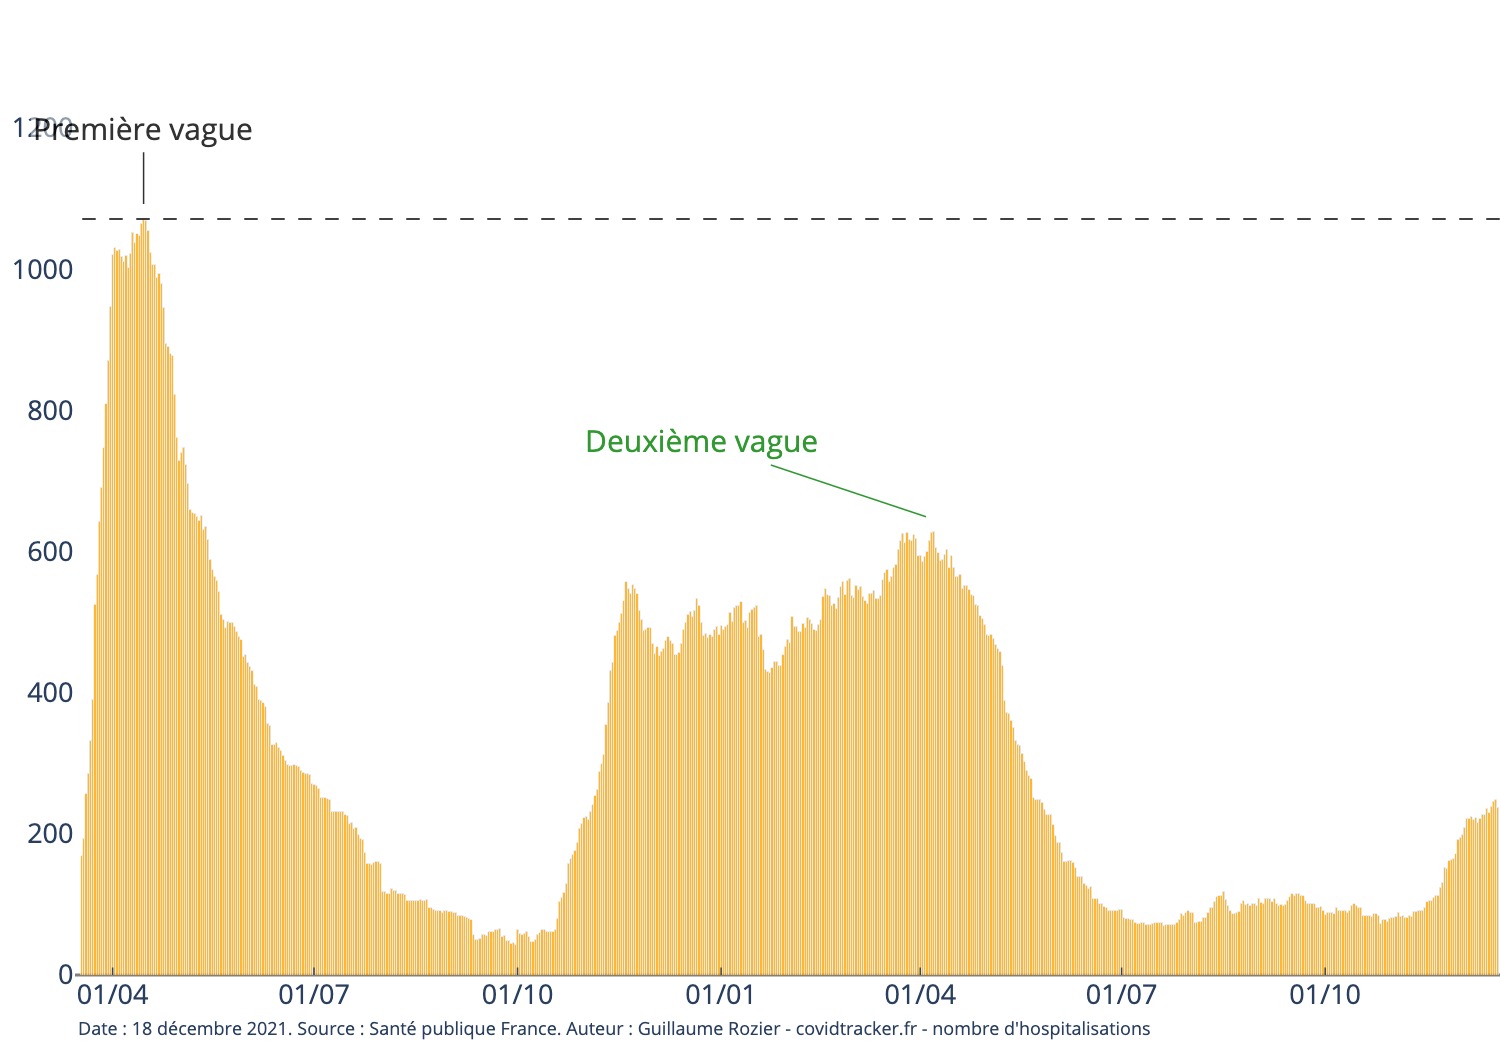 1200
Première vague
1000
800
Deuxième vague
600
400
200
0
01/04 01/07 01/10 01/01 01/04 01/07 01/10
Date : 18 décembre 2021. Source : Santé publique France. Auteur : Guillaume Rozier - covidtracker.fr - nombre d'hospitalisations